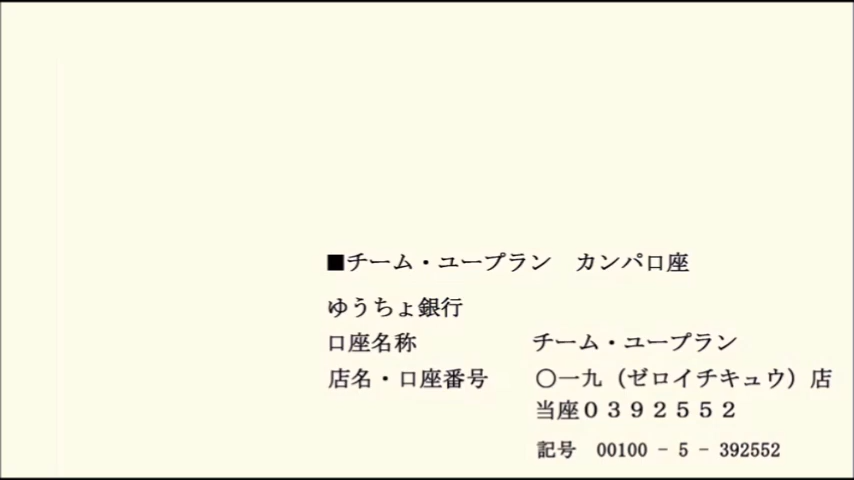 ■チーム・ユープラン　カンパ口座
ゆうちょ銀行
口座名称　チーム・ユープラン
店名・口座番号　〇一九（ゼロイチキュウ）店
当座０３９２５５２
記号　00100 － 5 － 392552